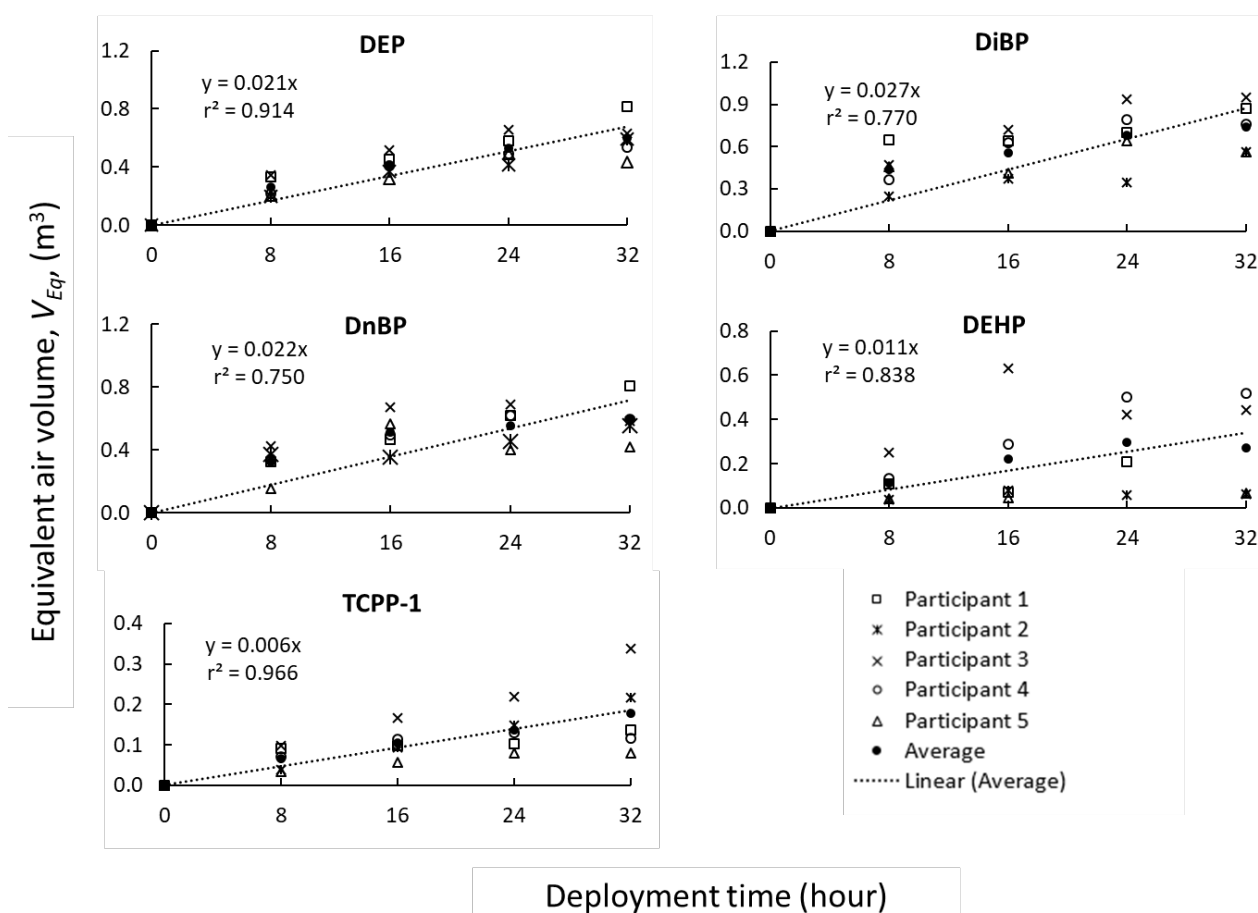 Equivalent air volume, V_Eq, (m³)
DEP
1.2
0.8
0.4
0.0
y = 0.021x
r² = 0.914
0 8 16 24 32
DiBP
1.2
0.9
0.6
0.3
0.0
y = 0.027x
r² = 0.770
0 8 16 24 32
DnBP
1.2
0.8
0.4
0.0
y = 0.022x
r² = 0.750
0 8 16 24 32
DEHP
0.8
0.6
0.4
0.2
0.0
y = 0.011x
r² = 0.838
0 8 16 24 32
TCPP-1
0.4
0.3
0.2
0.1
0.0
y = 0.006x
r² = 0.966
0 8 16 24 32
Participant 1
Participant 2
Participant 3
Participant 4
Participant 5
Average
Linear (Average)
Deployment time (hour)